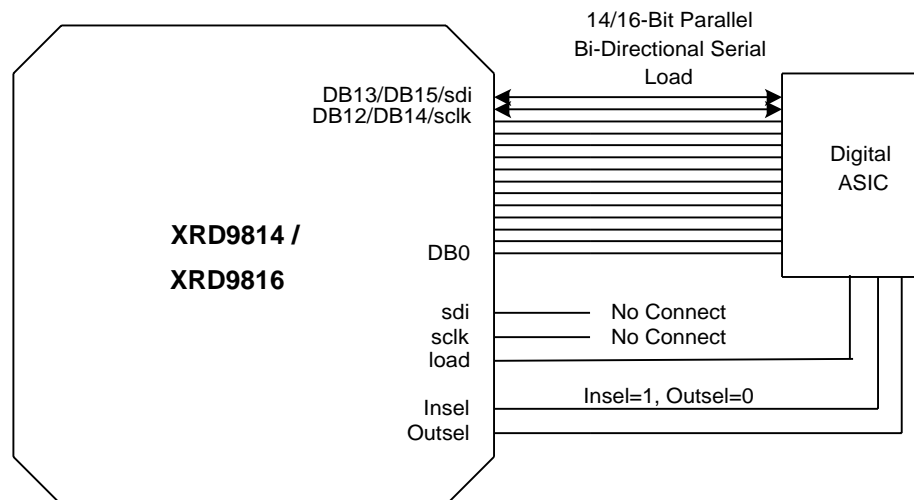 14/16-Bit Parallel
Bi-Directional Serial
Load
DB13/DB15/sdi
DB12/DB14/sclk
Digital
ASIC
XRD9814 /
XRD9816
DB0
sdi
No Connect
sclk
No Connect
load
Insel
Insel=1, Outsel=0
Outsel